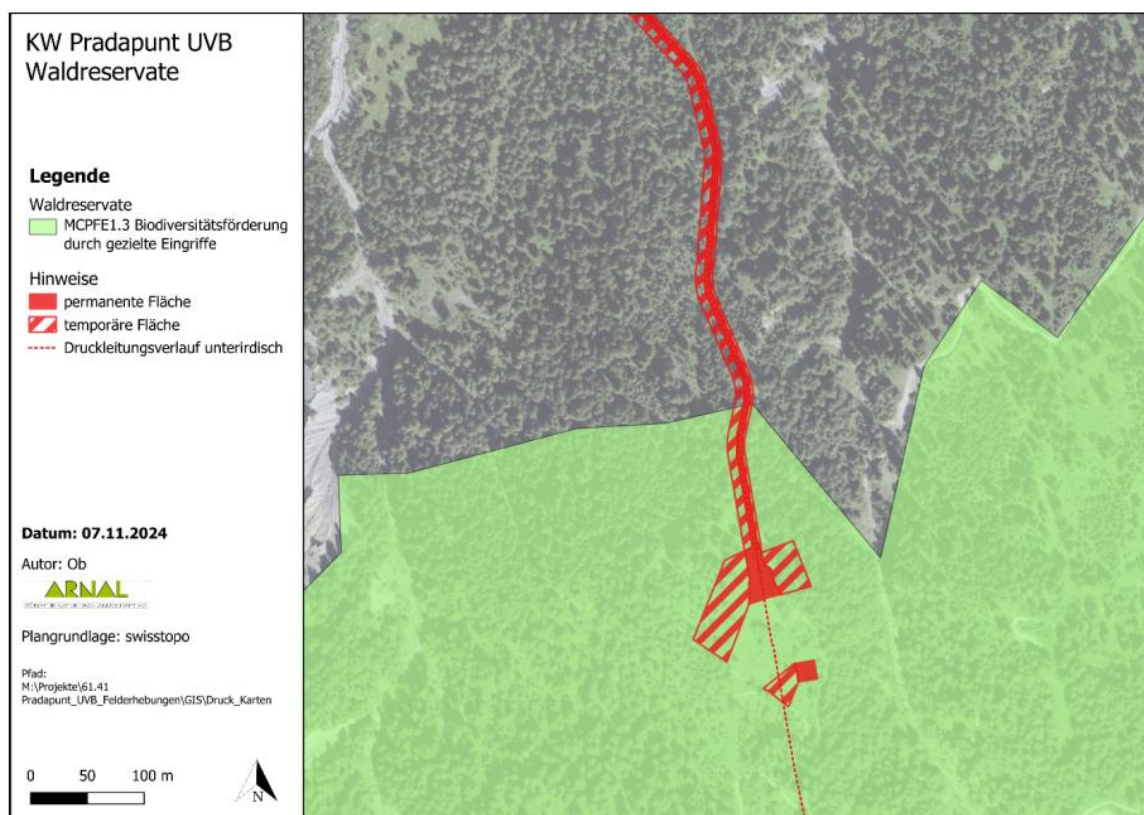 KW Pradapunt UVB
Waldreservate
Legende
Waldreservate
MCPFE1.3 Biodiversitätsförderung
durch gezielte Eingriffe
Hinweise
permanente Fläche
temporäre Fläche
Druckleitungsverlauf unterirdisch
Datum: 07.11.2024
Autor: Ob
ARNAL
Plangrundlage: swisstopo
Pfad:
M:\Projekte\61.41
Pradapunt_UVB_Felderhebungen\GIS\Druck_Karten
0 50 100 m
N